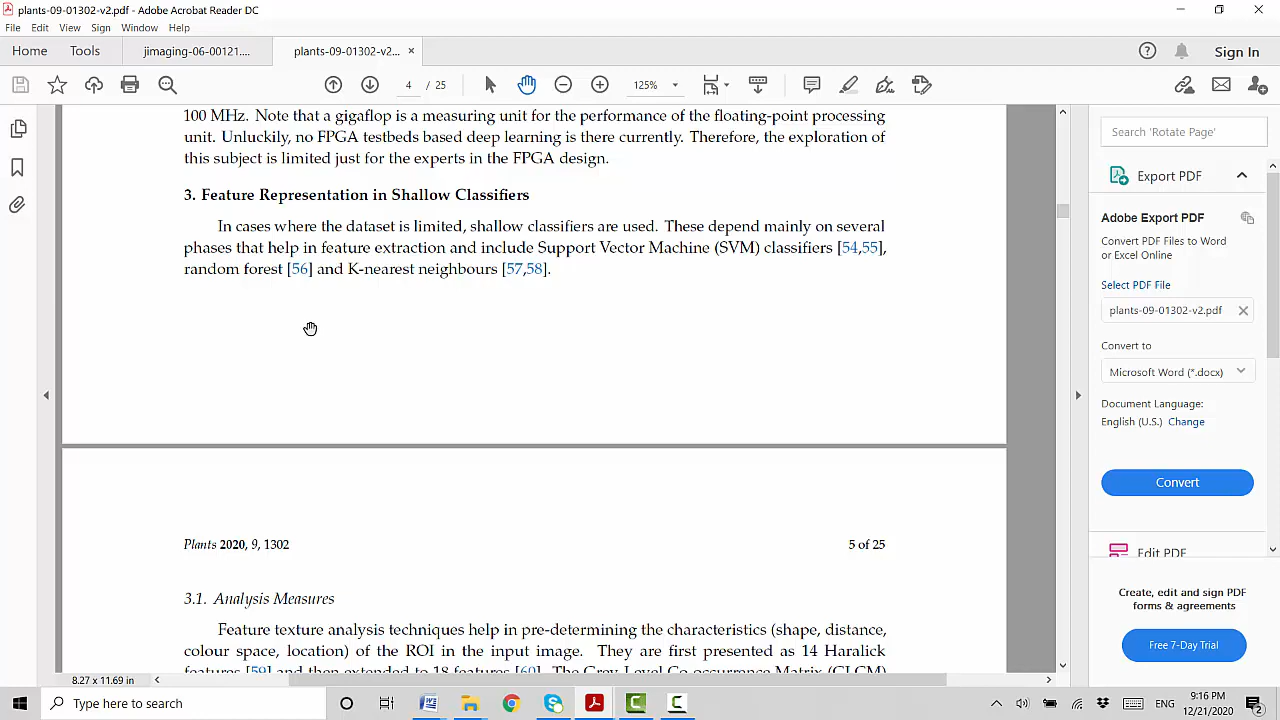 plants-09-01302-v2.pdf - Adobe Acrobat Reader DC
File Edit View Sign Window Help
Home Tools jimaging-06-00121.... plants-09-01302-v2... × Sign In
4 / 25 125%
100 MHz. Note that a gigaflop is a measuring unit for the performance of the floating-point processing
unit. Unluckily, no FPGA testbeds based deep learning is there currently. Therefore, the exploration of
this subject is limited just for the experts in the FPGA design.
3. Feature Representation in Shallow Classifiers
In cases where the dataset is limited, shallow classifiers are used. These depend mainly on several
phases that help in feature extraction and include Support Vector Machine (SVM) classifiers [54,55],
random forest [56] and K-nearest neighbours [57,58].
Plants 2020, 9, 1302 5 of 25
3.1. Analysis Measures
Feature texture analysis techniques help in pre-determining the characteristics (shape, distance,
colour space, location) of the ROI in the input image. They are first presented as 14 Haralick
features [59] and then extended to 18 features [60]. The Grey Level Co-occurrence Matrix (GLCM)
8.27 x 11.69 in
Search 'Rotate Page'
Export PDF
Adobe Export PDF
Convert PDF Files to Word
or Excel Online
Select PDF File
plants-09-01302-v2.pdf
Convert to
Microsoft Word (*.docx)
Document Language:
English (U.S.) Change
Convert
Edit PDF
Create, edit and sign PDF
forms & agreements
Free 7-Day Trial
Type here to search
ENG
9:16 PM
12/21/2020
2